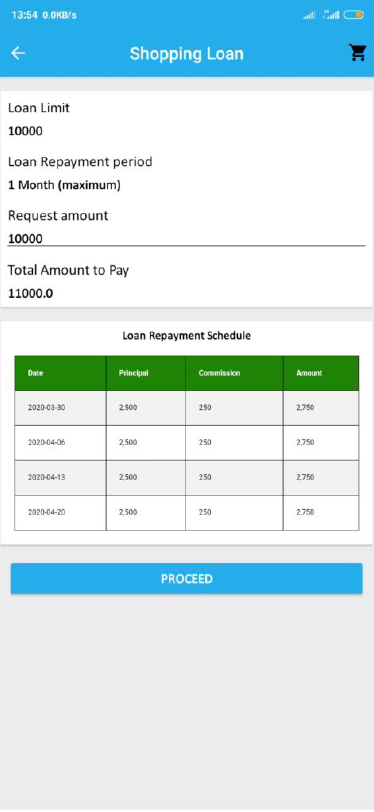 13:54 0.0KB/s
Shopping Loan
Loan Limit
10000
Loan Repayment period
1 Month (maximum)
Request amount
10000
Total Amount to Pay
11000.0
Loan Repayment Schedule
Date Principal Commission Amount
2020-03-30 2,500 250 2,750
2020-04-06 2,500 250 2,750
2020-04-13 2,500 250 2,750
2020-04-20 2,500 250 2,750
PROCEED